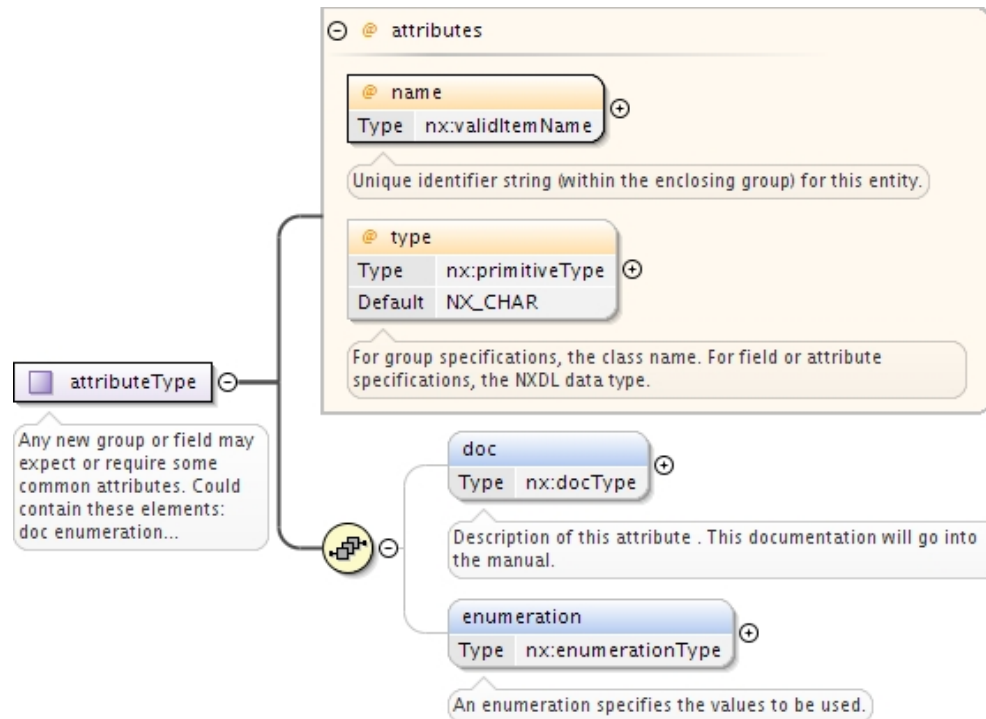 @ attributes
@ name
Type nx:validItemName
Unique identifier string (within the enclosing group) for this entity.
@ type
Type nx:primitiveType
Default NX_CHAR
For group specifications, the class name. For field or attribute
specifications, the NXDL data type.
attributeType
Any new group or field may
expect or require some
common attributes. Could
contain these elements:
doc enumeration...
doc
Type nx:docType
Description of this attribute . This documentation will go into
the manual.
enumeration
Type nx:enumerationType
An enumeration specifies the values to be used.